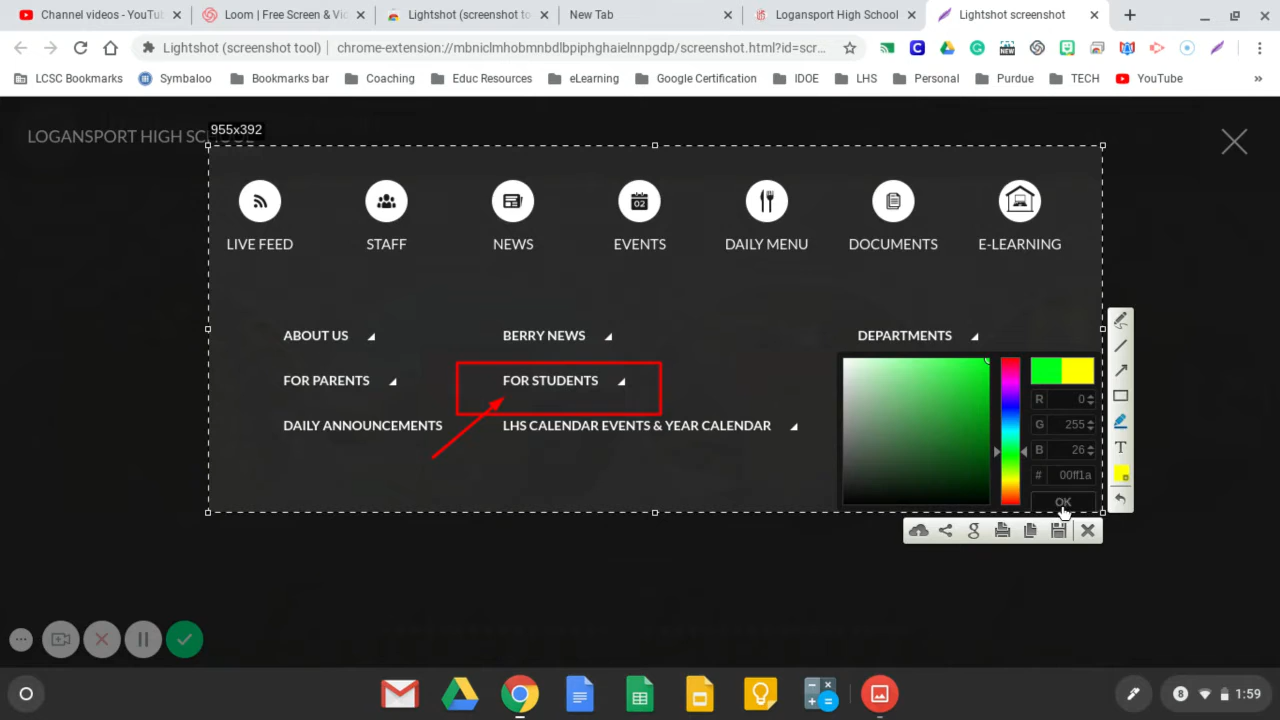 Channel videos - YouTu
Loom | Free Screen & Vi
Lightshot (screenshot to
New Tab
Logansport High School
Lightshot screenshot
Lightshot (screenshot tool)
chrome-extension://mbniclmhobmnbdlbpiphghaielnnpgdp/screenshot.html?id=scr...
LCSC Bookmarks
Symbaloo
Bookmarks bar
Coaching
Educ Resources
eLearning
Google Certification
IDOE
LHS
Personal
Purdue
TECH
YouTube
»
955x392
LOGANSPORT HIGH SCHOOL
LIVE FEED
STAFF
NEWS
02
EVENTS
DAILY MENU
DOCUMENTS
E-LEARNING
ABOUT US
BERRY NEWS
DEPARTMENTS
FOR PARENTS
FOR STUDENTS
DAILY ANNOUNCEMENTS
LHS CALENDAR EVENTS & YEAR CALENDAR
R 0
G 255
B 26
# 00ff1a
OK
T
g
8
1:59